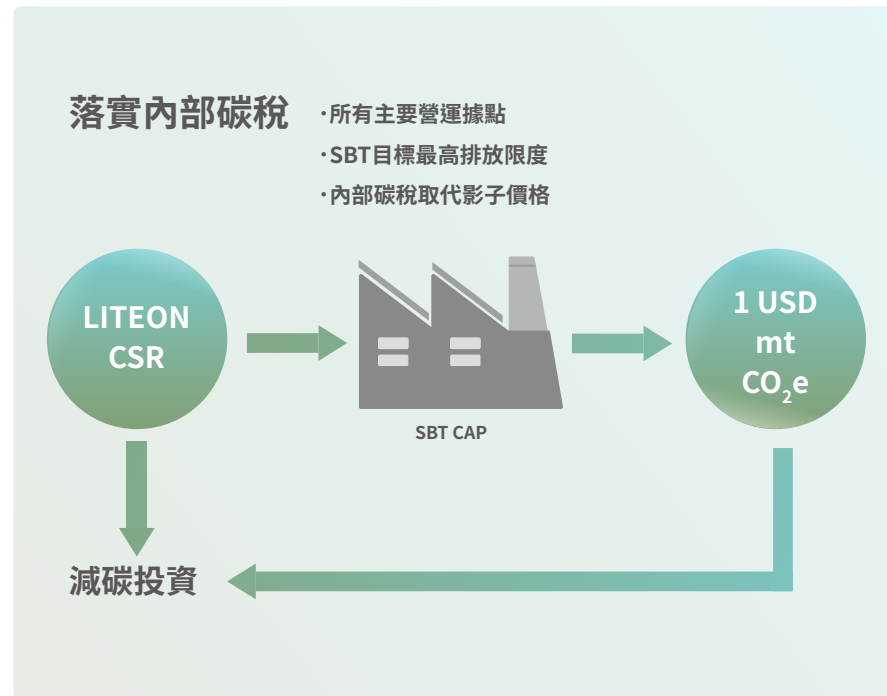 落實內部碳稅
·所有主要營運據點
·SBT目標最高排放限度
·內部碳稅取代影子價格
LITEON
CSR
SBT CAP
1 USD
mt
CO₂e
減碳投資